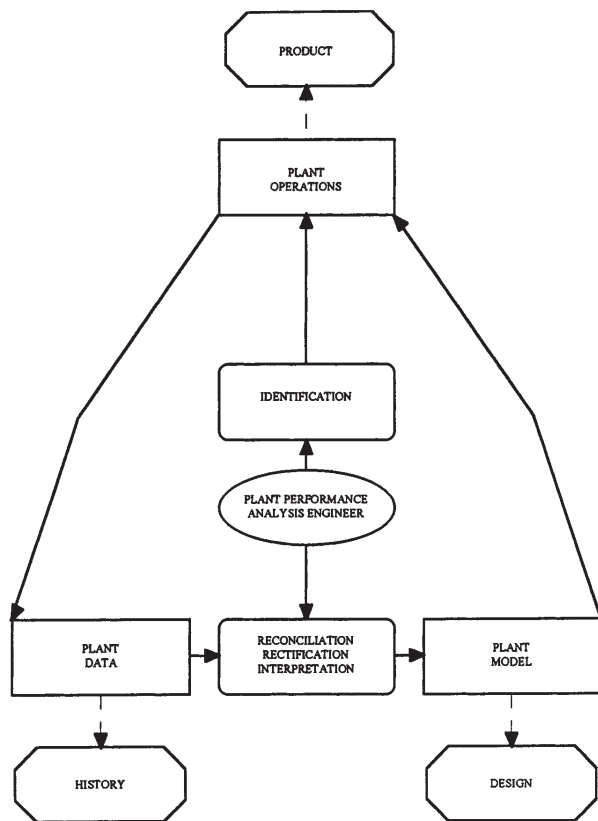 PRODUCT
PLANT
OPERATIONS
IDENTIFICATION
PLANT PERFORMANCE
ANALYSIS ENGINEER
PLANT
DATA
RECONCILIATION
RECTIFICATION
INTERPRETATION
PLANT
MODEL
HISTORY
DESIGN